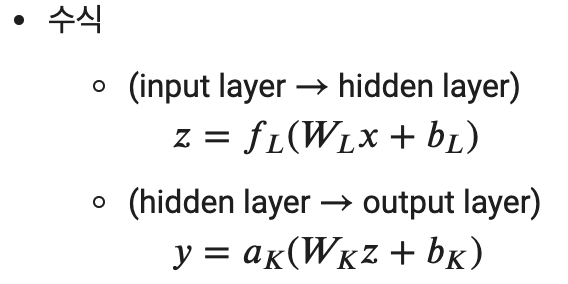 • 수식
◦ (input layer → hidden layer)
z = f_L(W_L x + b_L)
◦ (hidden layer → output layer)
y = a_K(W_K z + b_K)